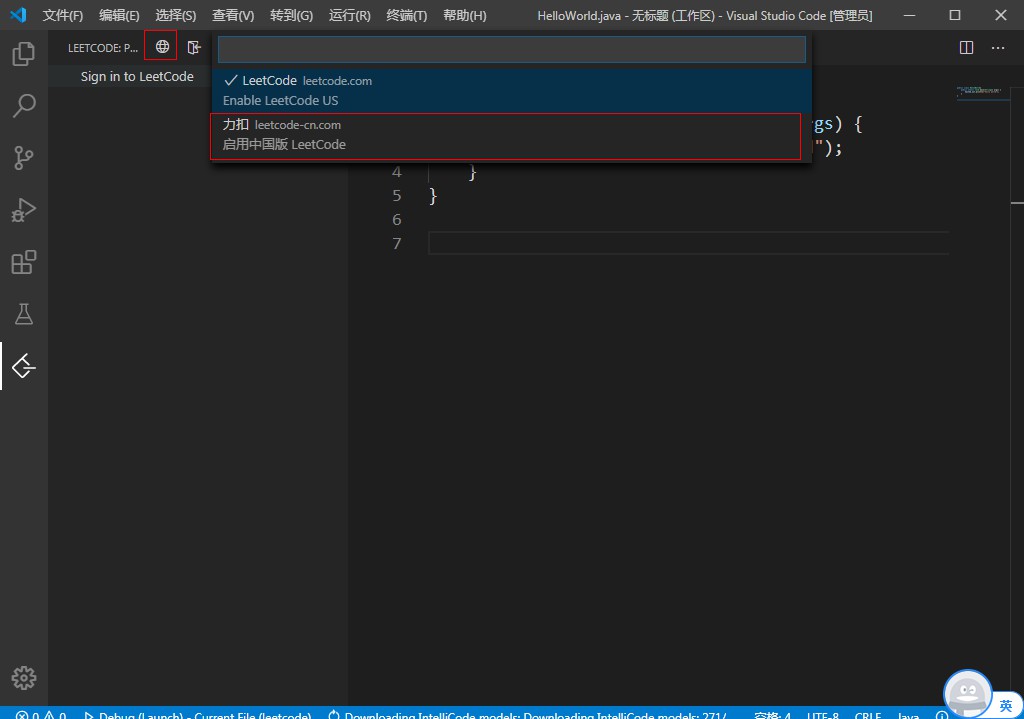 文件(F) 编辑(E) 选择(S) 查看(V) 转到(G) 运行(R) 终端(T) 帮助(H) HelloWorld.java - 无标题 (工作区) - Visual Studio Code [管理员]
LEETCODE: P...
Sign in to LeetCode
LeetCode leetcode.com
Enable LeetCode US
力扣 leetcode-cn.com
启用中国版 LeetCode
gs) {
");
4 }
5 }
6
7
英
0 0 Debug (Launch) - Current File (leetcode) Downloading IntelliCode models: Downloading IntelliCode models: 271/ 空格: 4 UTF-8 CRLF Java